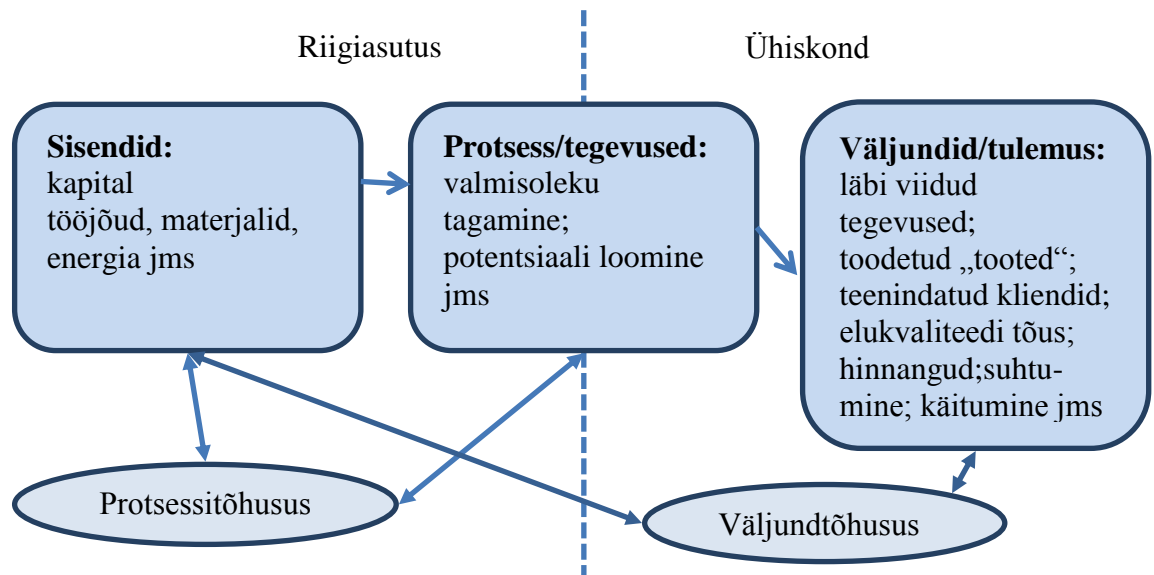 Riigiasutus
Ühiskond
Sisendid:
kapital
tööjõud, materjalid,
energia jms
Protsess/tegevused:
valmisoleku
tagamine;
potentsiaali loomine
jms
Väljundid/tulemus:
läbi viidud
tegevused;
toodetud „tooted“;
teenindatud kliendid;
elukvaliteedi tõus;
hinnangud;suhtu-
mine; käitumine jms
Protsessitõhusus
Väljundtõhusus